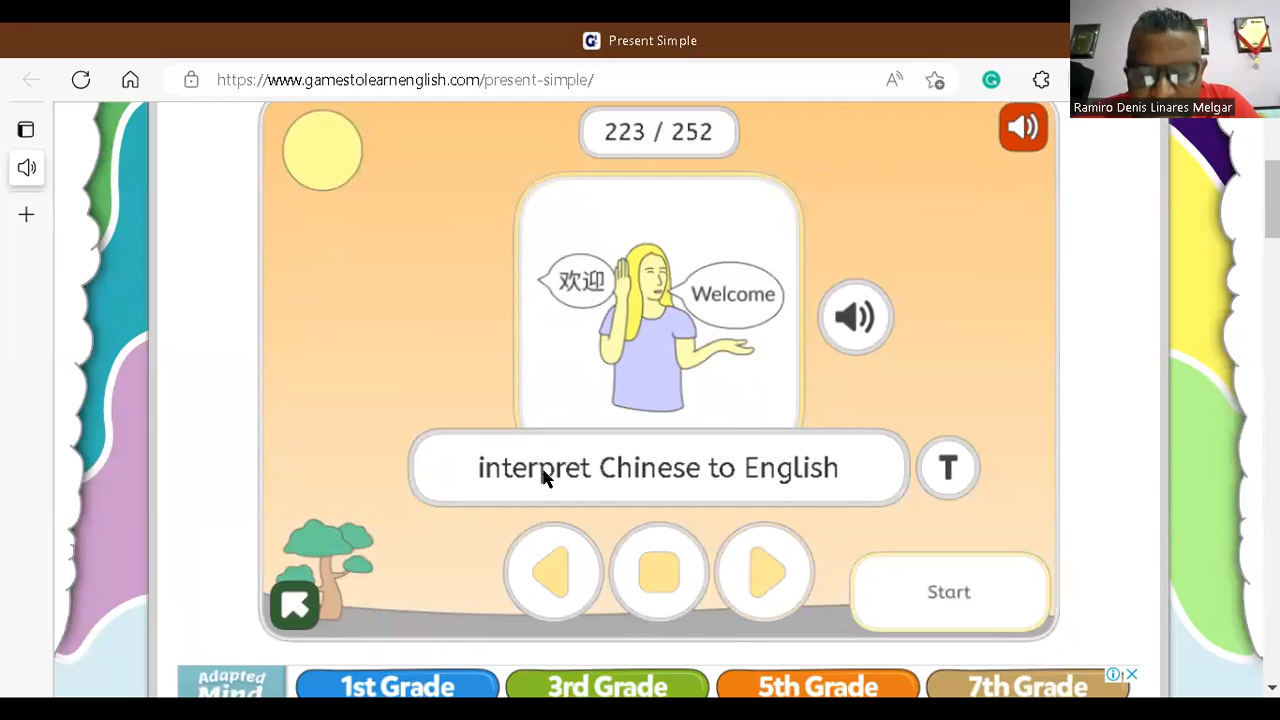 Present Simple
https://www.gamestolearnenglish.com/present-simple/
Ramiro Denis Linares Melgar
223 / 252
欢迎
Welcome
interpret Chinese to English
T
Start
Adapted
Mind
1st Grade
3rd Grade
5th Grade
7th Grade